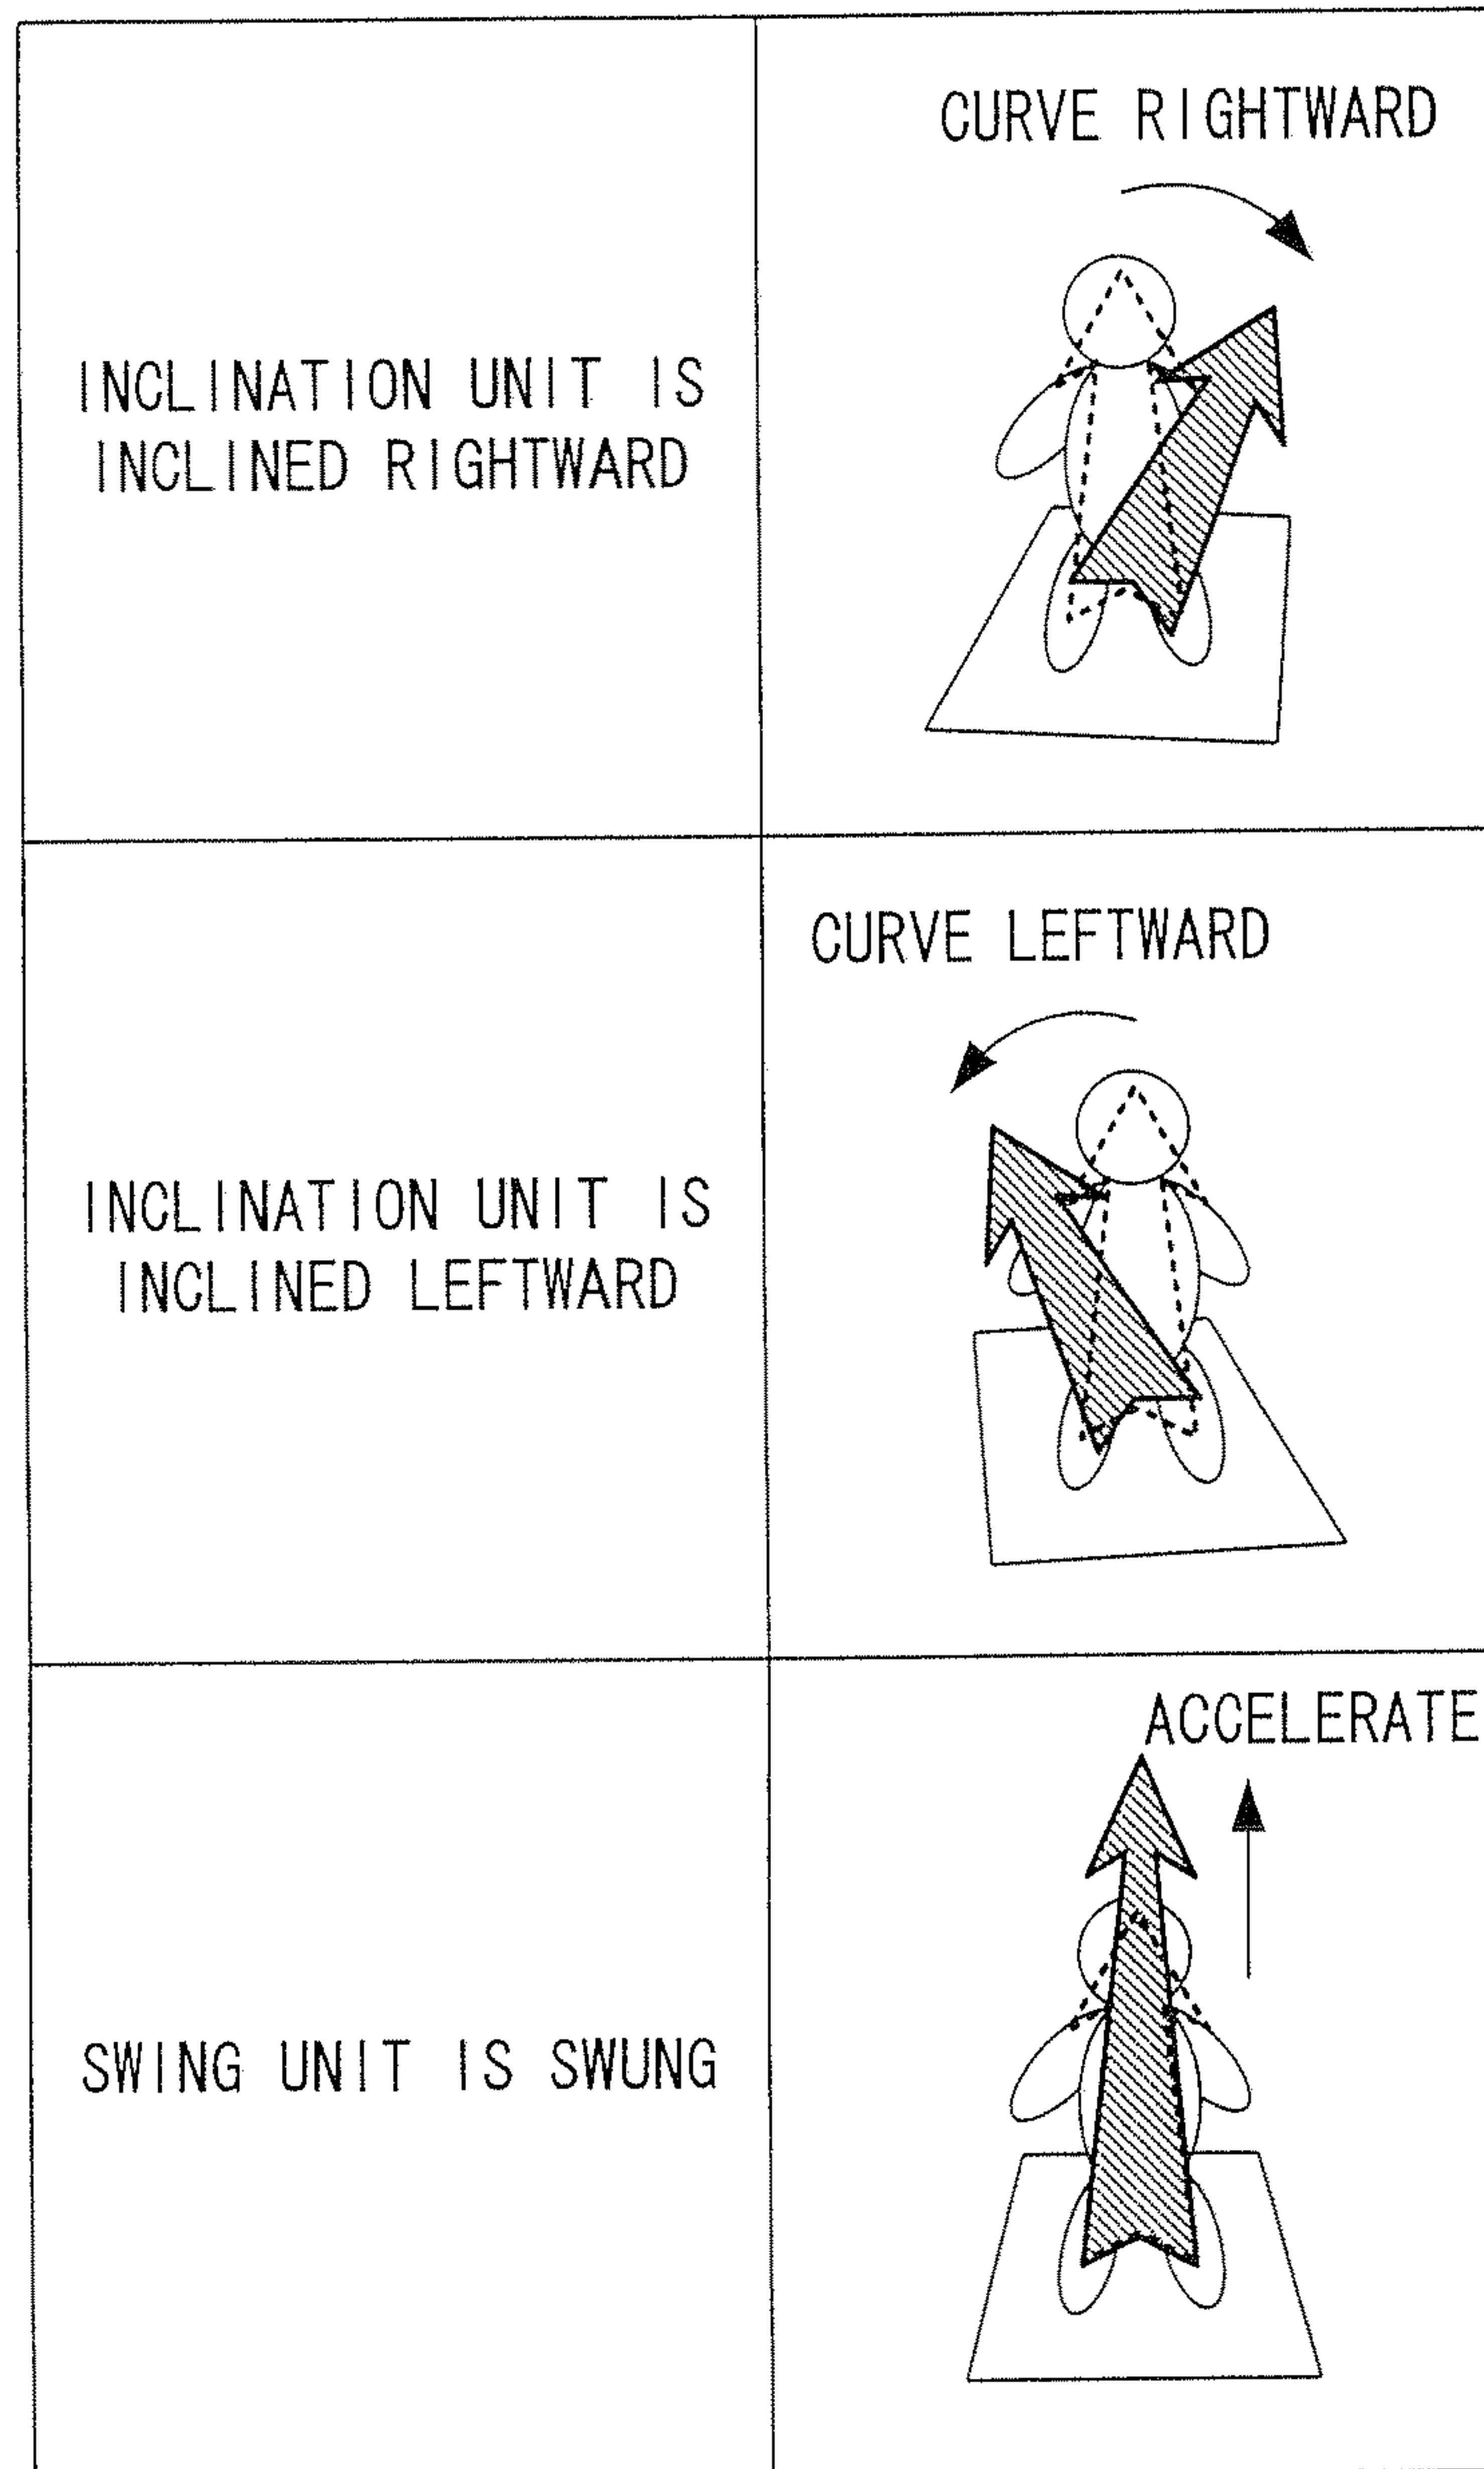 CURVE RIGHTWARD
INCLINATION UNIT IS
INCLINED RIGHTWARD
CURVE LEFTWARD
INCLINATION UNIT IS
INCLINED LEFTWARD
ACCELERATE
SWING UNIT IS SWUNG